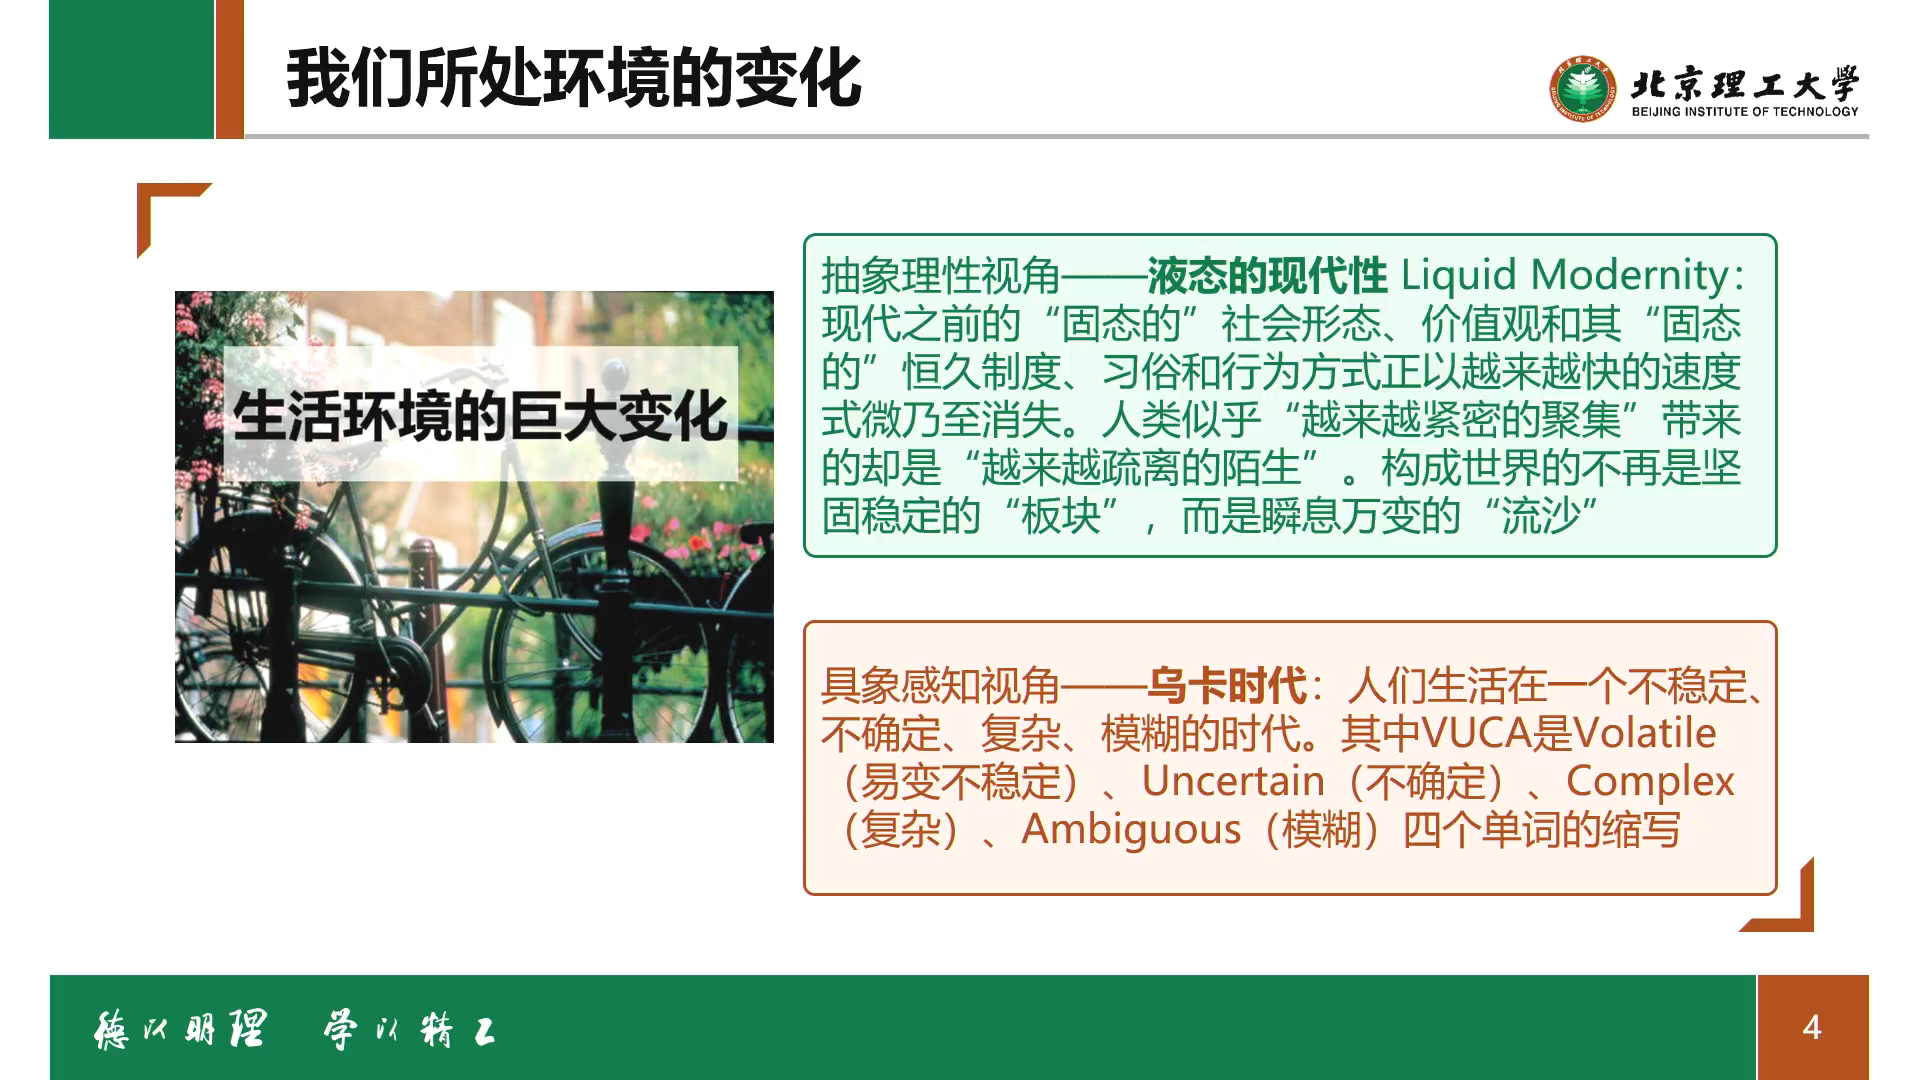 我们所处环境的变化
北京理工大学
BEIJING INSTITUTE OF TECHNOLOGY
生活环境的巨大变化
抽象理性视角——液态的现代性 Liquid Modernity：
现代之前的“固态的”社会形态、价值观和其“固态
的”恒久制度、习俗和行为方式正以越来越快的速度
式微乃至消失。人类似乎“越来越紧密的聚集”带来
的却是“越来越疏离的陌生”。构成世界的不再是坚
固稳定的“板块”，而是瞬息万变的“流沙”
具象感知视角——乌卡时代：人们生活在一个不稳定、
不确定、复杂、模糊的时代。其中VUCA是Volatile
（易变不稳定）、Uncertain（不确定）、Complex
（复杂）、Ambiguous（模糊）四个单词的缩写
德以明理 学以精工
4